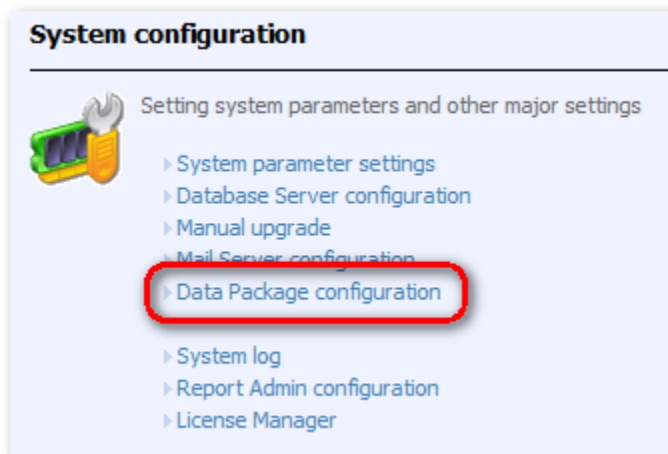 System configuration
Setting system parameters and other major settings
System parameter settings
Database Server configuration
Manual upgrade
Mail Server configuration
Data Package configuration
System log
Report Admin configuration
License Manager